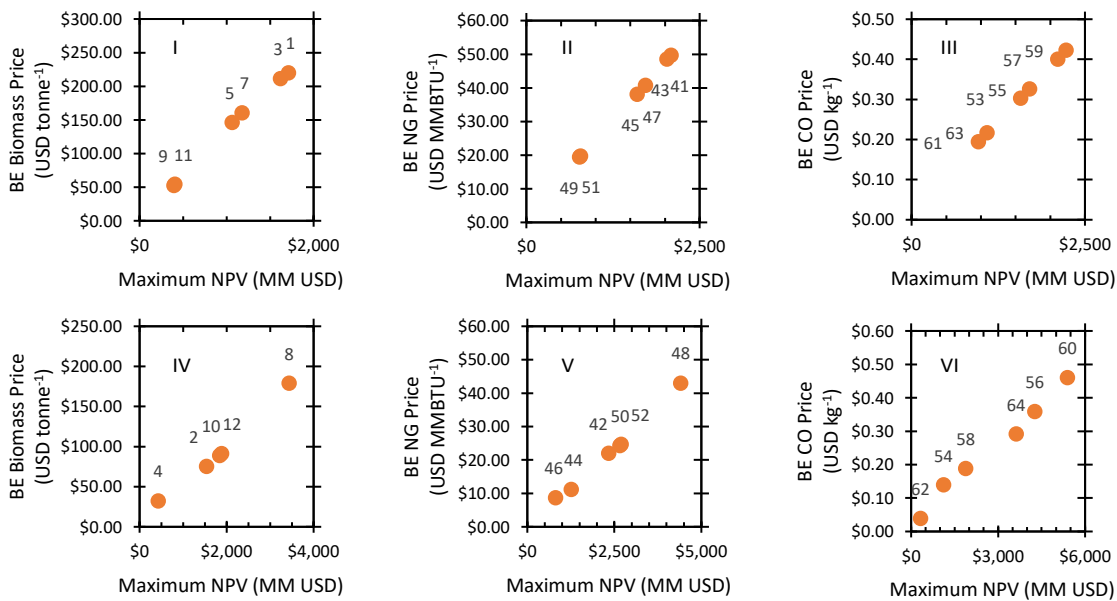 BE Biomass Price
(USD tonne⁻¹)
$300.00
$250.00
$200.00
$150.00
$100.00
$50.00
$0.00
I
3 1
5 7
9 11
$0 $2,000
Maximum NPV (MM USD)
BE NG Price
(USD MMBTU⁻¹)
$60.00
$50.00
$40.00
$30.00
$20.00
$10.00
$0.00
II
43 41
45 47
49 51
$0 $2,500
Maximum NPV (MM USD)
BE CO Price
(USD kg⁻¹)
$0.50
$0.40
$0.30
$0.20
$0.10
$0.00
III
57 59
53 55
61 63
$0 $2,500
Maximum NPV (MM USD)
BE Biomass Price
(USD tonne⁻¹)
$250.00
$200.00
$150.00
$100.00
$50.00
$0.00
IV
8
2 10 12
4
$0 $2,000 $4,000
Maximum NPV (MM USD)
BE NG Price
(USD MMBTU⁻¹)
$60.00
$50.00
$40.00
$30.00
$20.00
$10.00
$0.00
V
48
42 50 52
46 44
$0 $2,500 $5,000
Maximum NPV (MM USD)
BE CO Price
(USD kg⁻¹)
$0.60
$0.50
$0.40
$0.30
$0.20
$0.10
$0.00
VI
60
56
64
54 58
62
$0 $3,000 $6,000
Maximum NPV (MM USD)